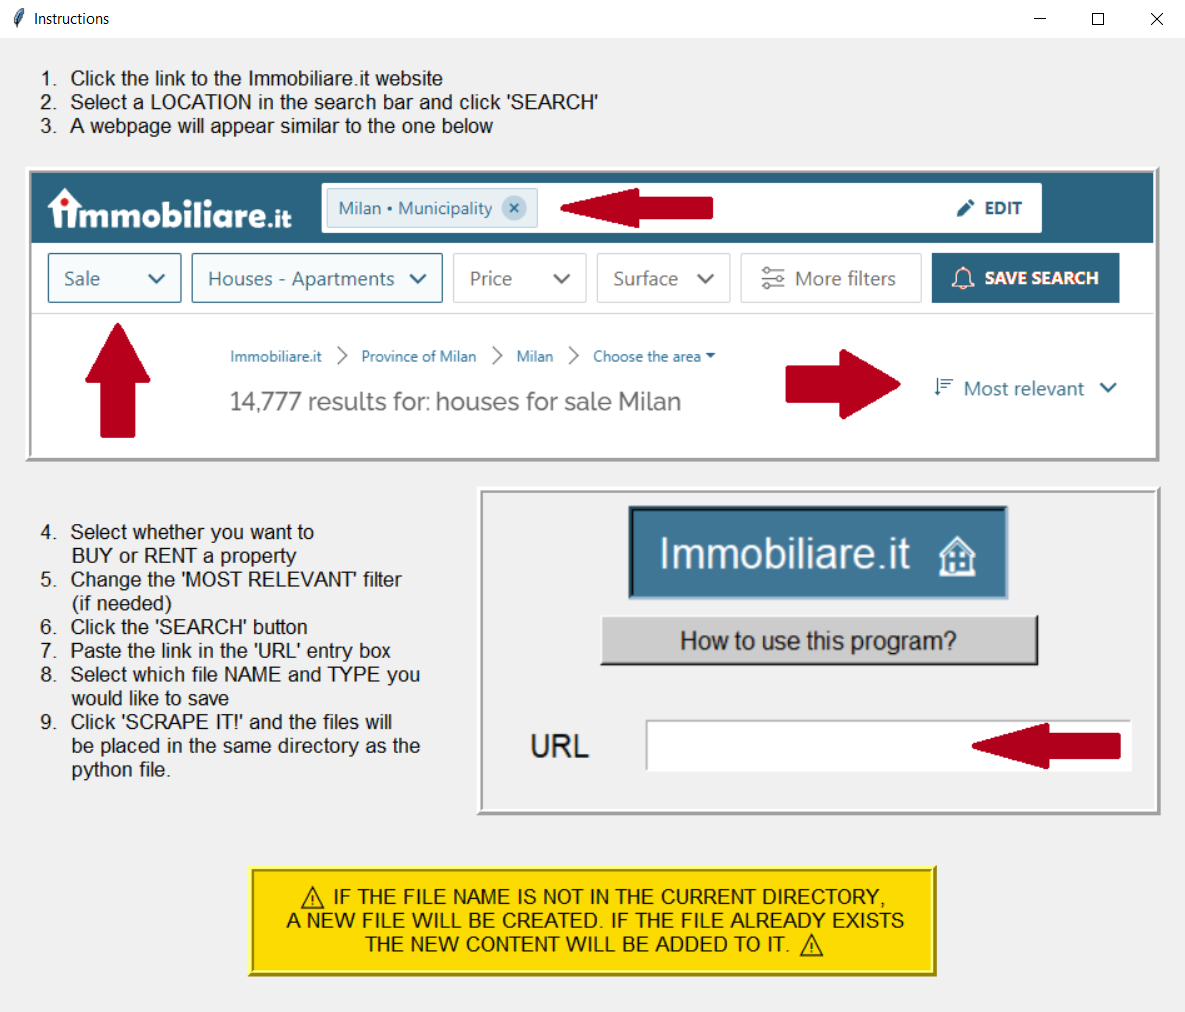 Instructions
1. Click the link to the Immobiliare.it website
2. Select a LOCATION in the search bar and click 'SEARCH'
3. A webpage will appear similar to the one below
immobiliare.it
Milan • Municipality
EDIT
Sale
Houses - Apartments
Price
Surface
More filters
SAVE SEARCH
Immobiliare.it > Province of Milan > Milan > Choose the area
14,777 results for: houses for sale Milan
Most relevant
4. Select whether you want to
BUY or RENT a property
5. Change the 'MOST RELEVANT' filter
(if needed)
6. Click the 'SEARCH' button
7. Paste the link in the 'URL' entry box
8. Select which file NAME and TYPE you
would like to save
9. Click 'SCRAPE IT!' and the files will
be placed in the same directory as the
python file.
Immobiliare.it
How to use this program?
URL
⚠ IF THE FILE NAME IS NOT IN THE CURRENT DIRECTORY,
A NEW FILE WILL BE CREATED. IF THE FILE ALREADY EXISTS
THE NEW CONTENT WILL BE ADDED TO IT. ⚠